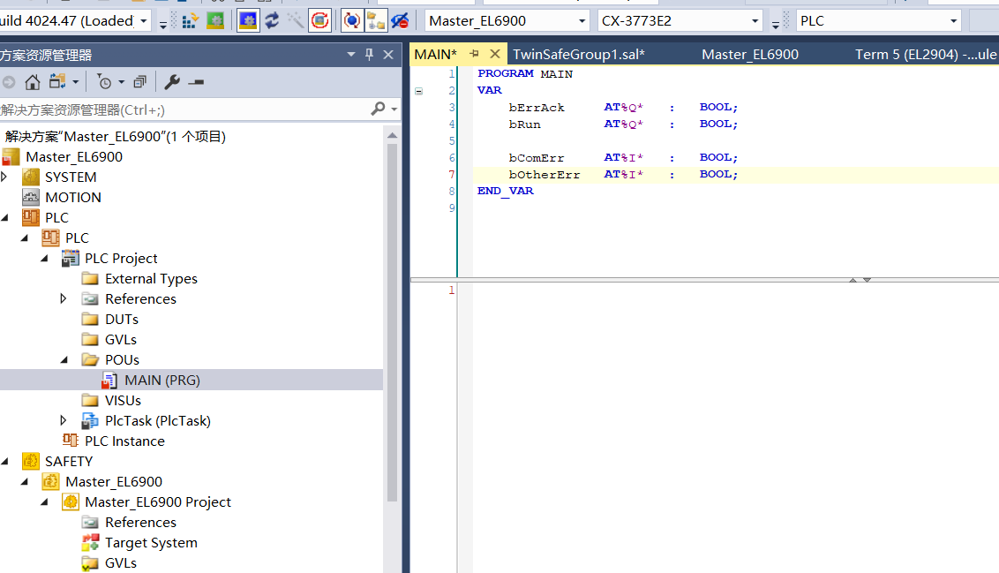 uild 4024.47 (Loaded) Master_EL6900 CX-3773E2 PLC
方案资源管理器
解决方案资源管理器(Ctrl+;)
解决方案"Master_EL6900"(1 个项目)
Master_EL6900
SYSTEM
MOTION
PLC
PLC
PLC Project
External Types
References
DUTs
GVLs
POUs
MAIN (PRG)
VISUs
PlcTask (PlcTask)
PLC Instance
SAFETY
Master_EL6900
Master_EL6900 Project
References
Target System
GVLs
MAIN* TwinSafeGroup1.sal* Master_EL6900 Term 5 (EL2904) -...ule
1 PROGRAM MAIN
2 VAR
3 bErrAck AT%Q* : BOOL;
4 bRun AT%Q* : BOOL;
5
6 bComErr AT%I* : BOOL;
7 bOtherErr AT%I* : BOOL;
8 END_VAR
9
1